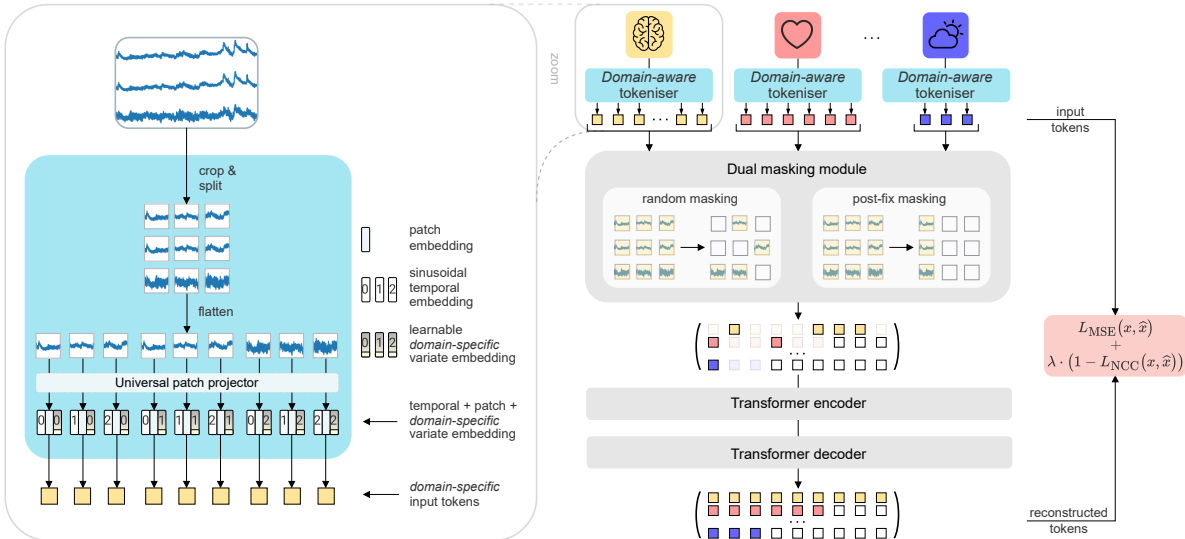 crop &
split
flatten
Universal patch projector
0 0 1 0 2 0 0 1 1 1 2 1 0 2 1 2 2 2
patch
embedding
0 1 2
sinusoidal
temporal
embedding
0 1 2
learnable
domain-specific
variate embedding
temporal + patch +
domain-specific
variate embedding
domain-specific
input tokens
zoom
...
Domain-aware
tokeniser
...
Domain-aware
tokeniser
Domain-aware
tokeniser
Dual masking module
random masking
post-fix masking
...
Transformer encoder
Transformer decoder
...
input
tokens
L_MSE(x, x̂)
+
λ · (1 − L_NCC(x, x̂))
reconstructed
tokens